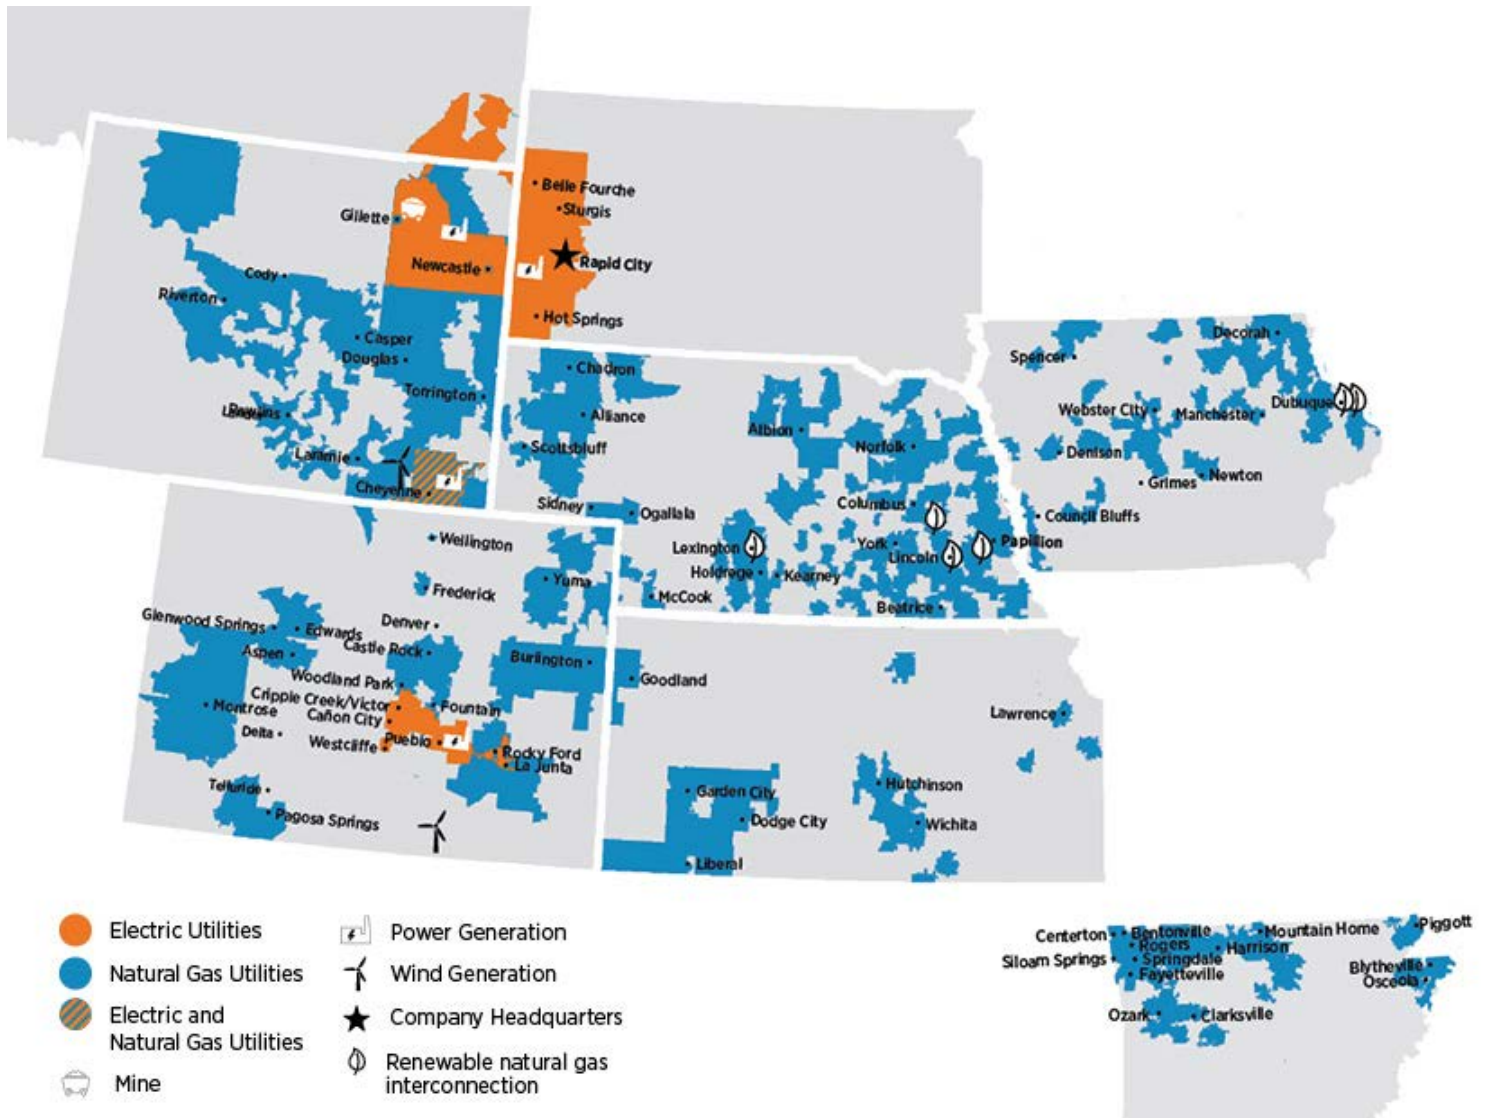 Belle Fourche
Sturgis
Gillette
Rapid City
Newcastle
Cody
Riverton
Hot Springs
Casper
Douglas
Torrington
Rawlins
Laramie
Cheyenne
Chadron
Alliance
Scottsbluff
Sidney
Ogallala
Albion
Norfolk
Columbus
Lexington
York
Lincoln
Papillion
Holdrege
Kearney
McCook
Beatrice
Decorah
Spencer
Dubuque
Webster City
Manchester
Denison
Newton
Grimes
Council Bluffs
Wellington
Yuma
Frederick
Glenwood Springs
Edwards
Denver
Castle Rock
Aspen
Burlington
Woodland Park
Cripple Creek/Victor
Fountain
Montrose
Cañon City
Delta
Westcliffe
Pueblo
Rocky Ford
La Junta
Telluride
Pagosa Springs
Goodland
Lawrence
Garden City
Hutchinson
Dodge City
Wichita
Liberal
Centerton
Bentonville
Mountain Home
Piggott
Rogers
Harrison
Siloam Springs
Springdale
Blytheville
Fayetteville
Osceola
Ozark
Clarksville
Electric Utilities
Natural Gas Utilities
Electric and
Natural Gas Utilities
Mine
Power Generation
Wind Generation
Company Headquarters
Renewable natural gas
interconnection